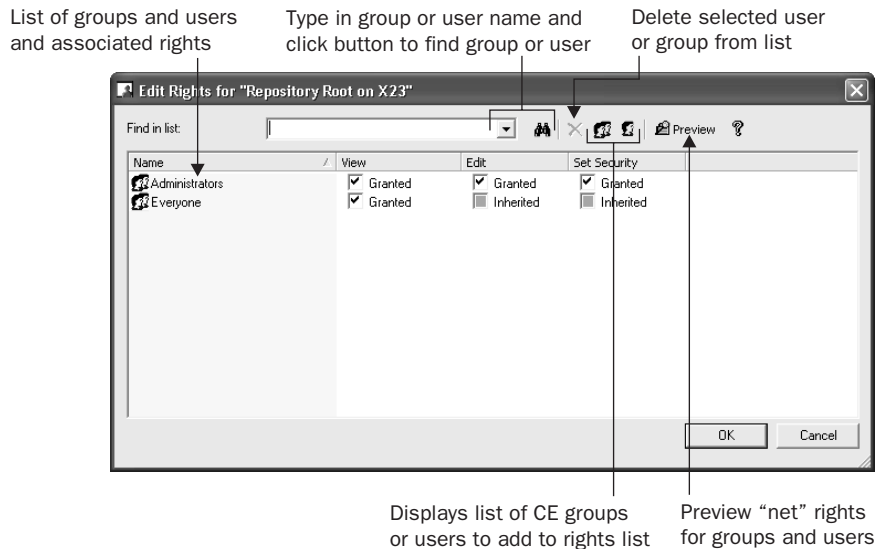 List of groups and users
and associated rights
Type in group or user name and
click button to find group or user
Delete selected user
or group from list
Edit Rights for "Repository Root on X23"
Find in list:
Preview
Name View Edit Set Security
Administrators Granted Granted Granted
Everyone Granted Inherited Inherited
OK Cancel
Displays list of CE groups
or users to add to rights list
Preview “net” rights
for groups and users